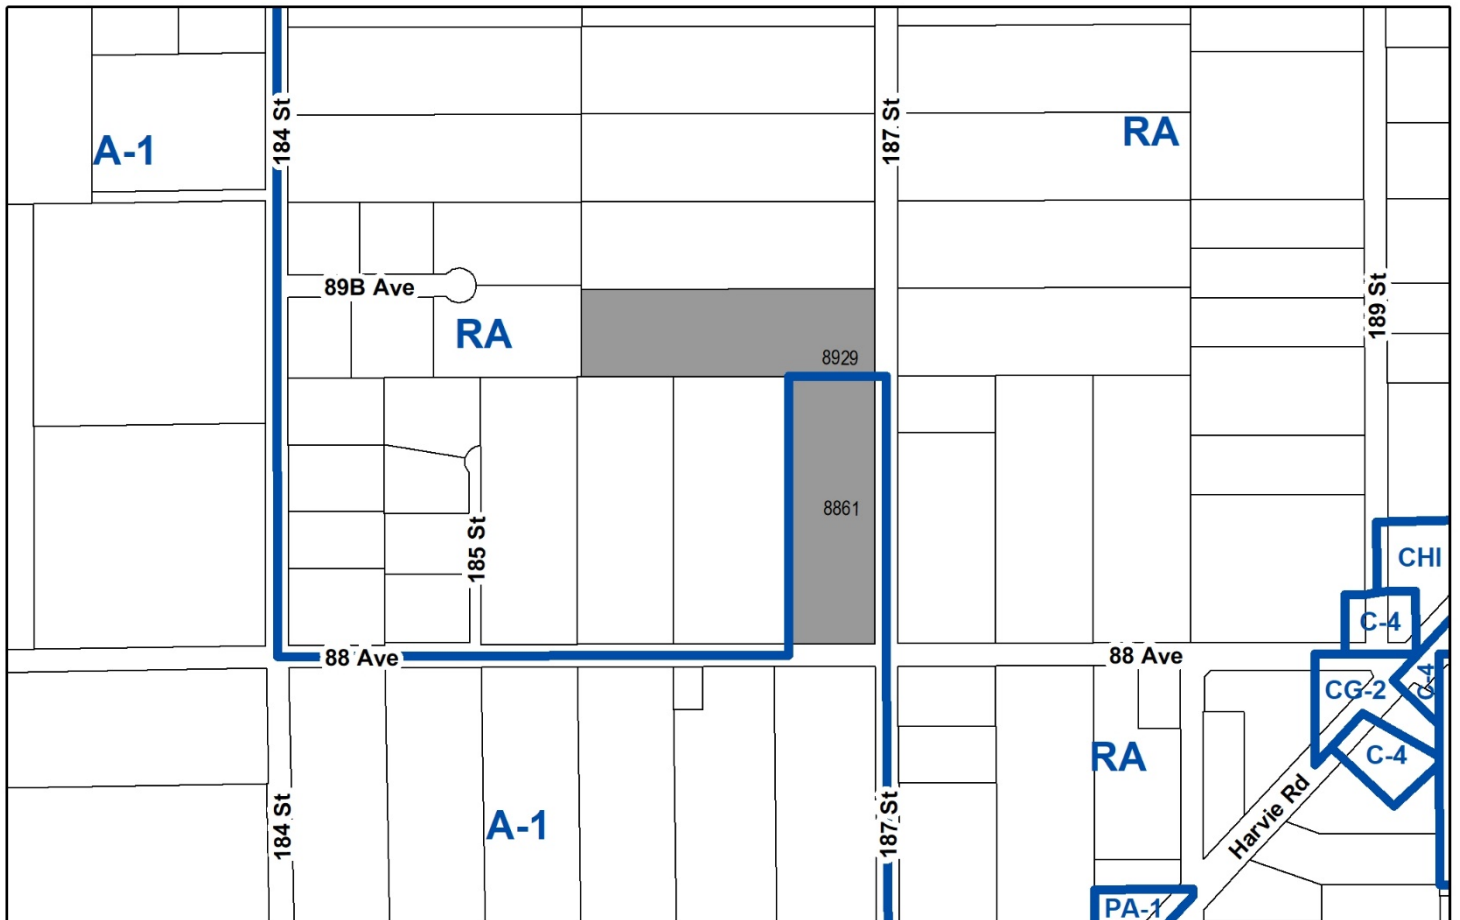 184 St
187 St
RA
A-1
89B Ave
189 St
RA
8929
8861
185 St
CHI
C-4
88 Ave
88 Ave
CG-2
C-4
RA
C-4
184 St
187 St
A-1
Harvie Rd
PA-1